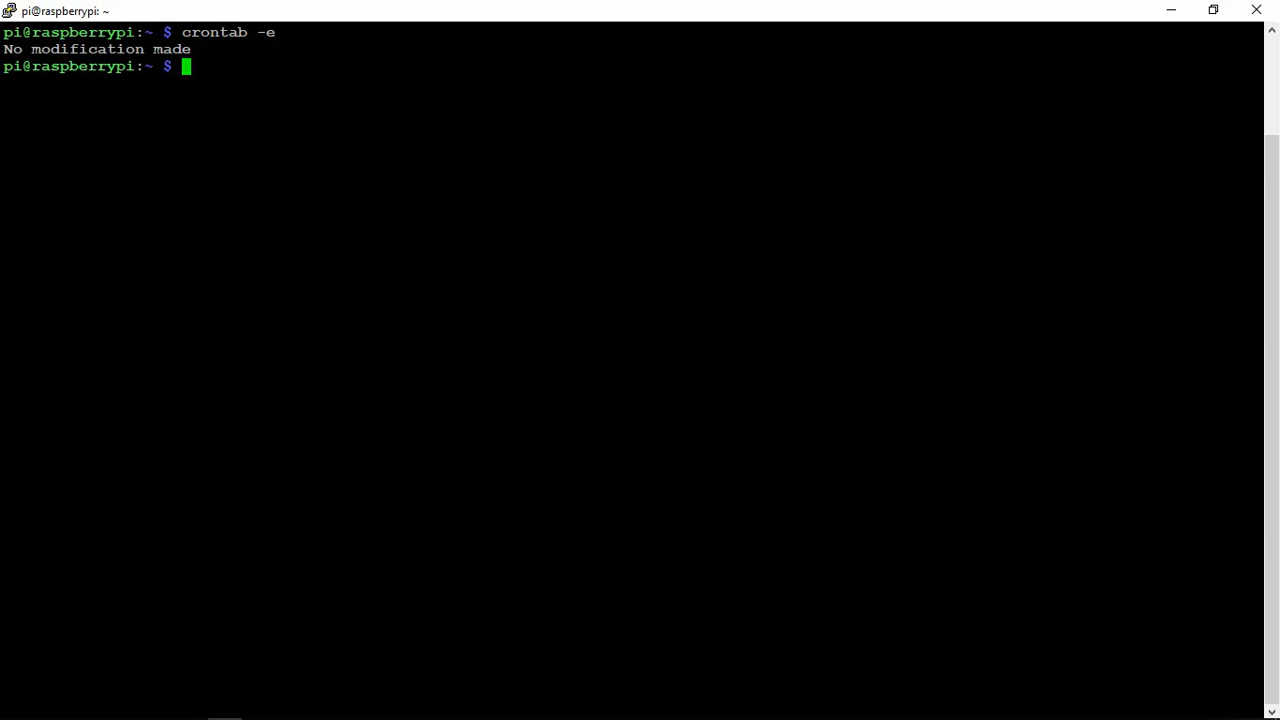 pi@raspberrypi: ~
pi@raspberrypi:~ $ crontab -e
No modification made
pi@raspberrypi:~ $